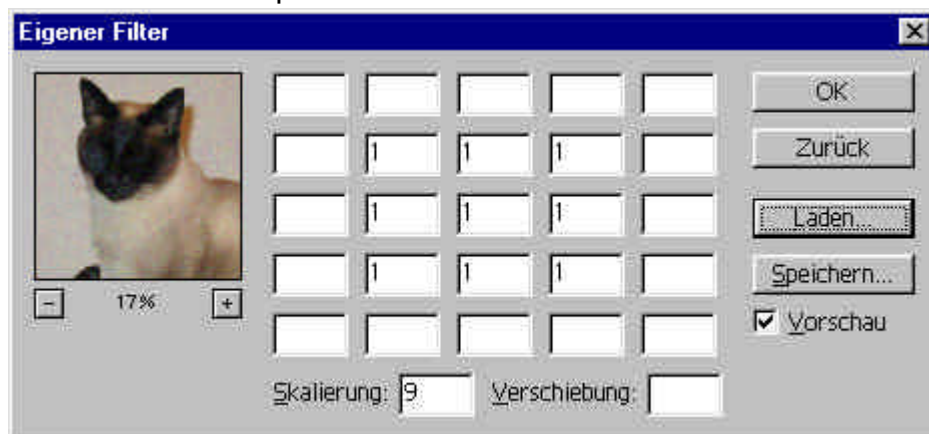 Eigener Filter
OK
1 1 1
Zurück
1 1 1
Laden...
1 1 1
Speichern...
- 17% +
Vorschau
Skalierung: 9 Verschiebung: